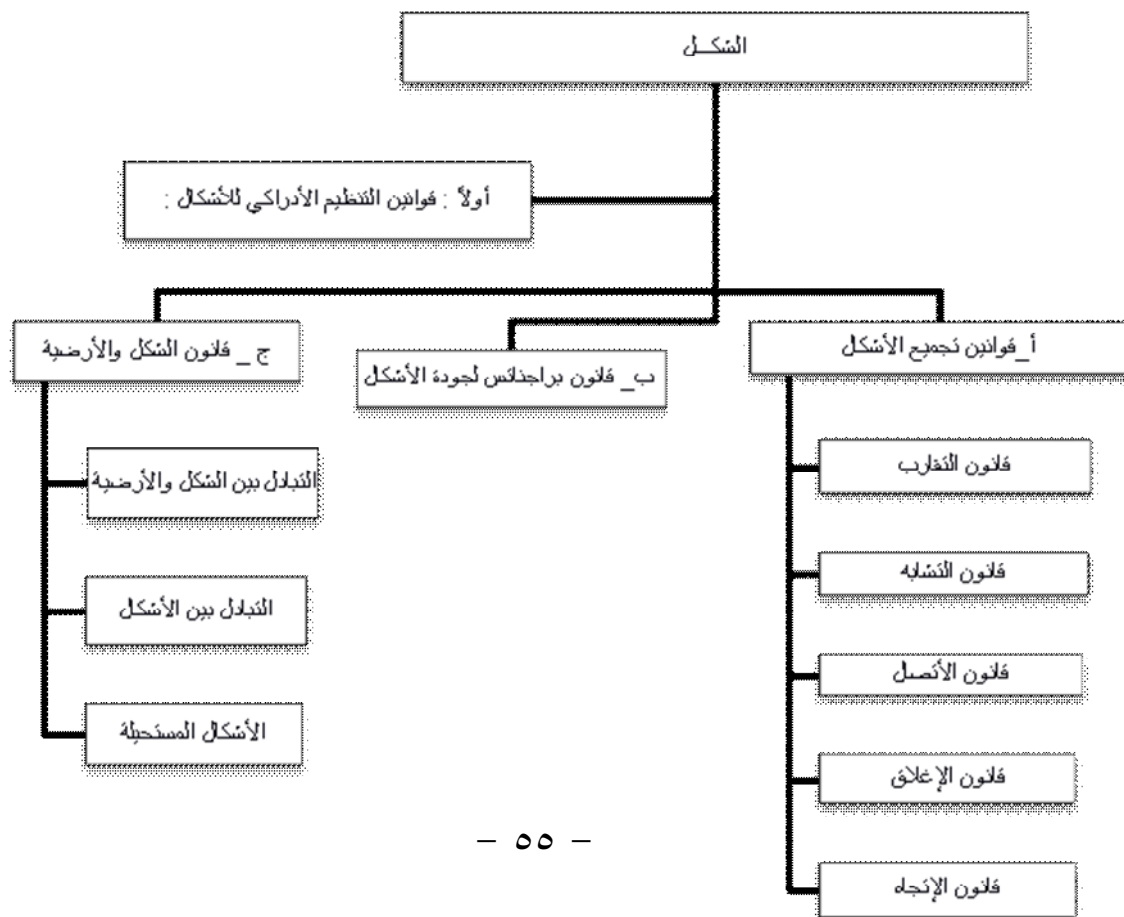 الشكــل
أولاً : قوانين التنظيم الأدراكي للأشكال :
أ_قوانين تجميع الأشكال
ب_ قانون براجنانس لجودة الأشكال
ج _ قانون الشكل والأرضية
قانون التقارب
قانون التشابه
قانون الأتصال
قانون الإغلاق
قانون الإتجاه
التبادل بين الشكل والأرضية
التبادل بين الأشكال
الأشكال المستحيلة
– ٥٥ –